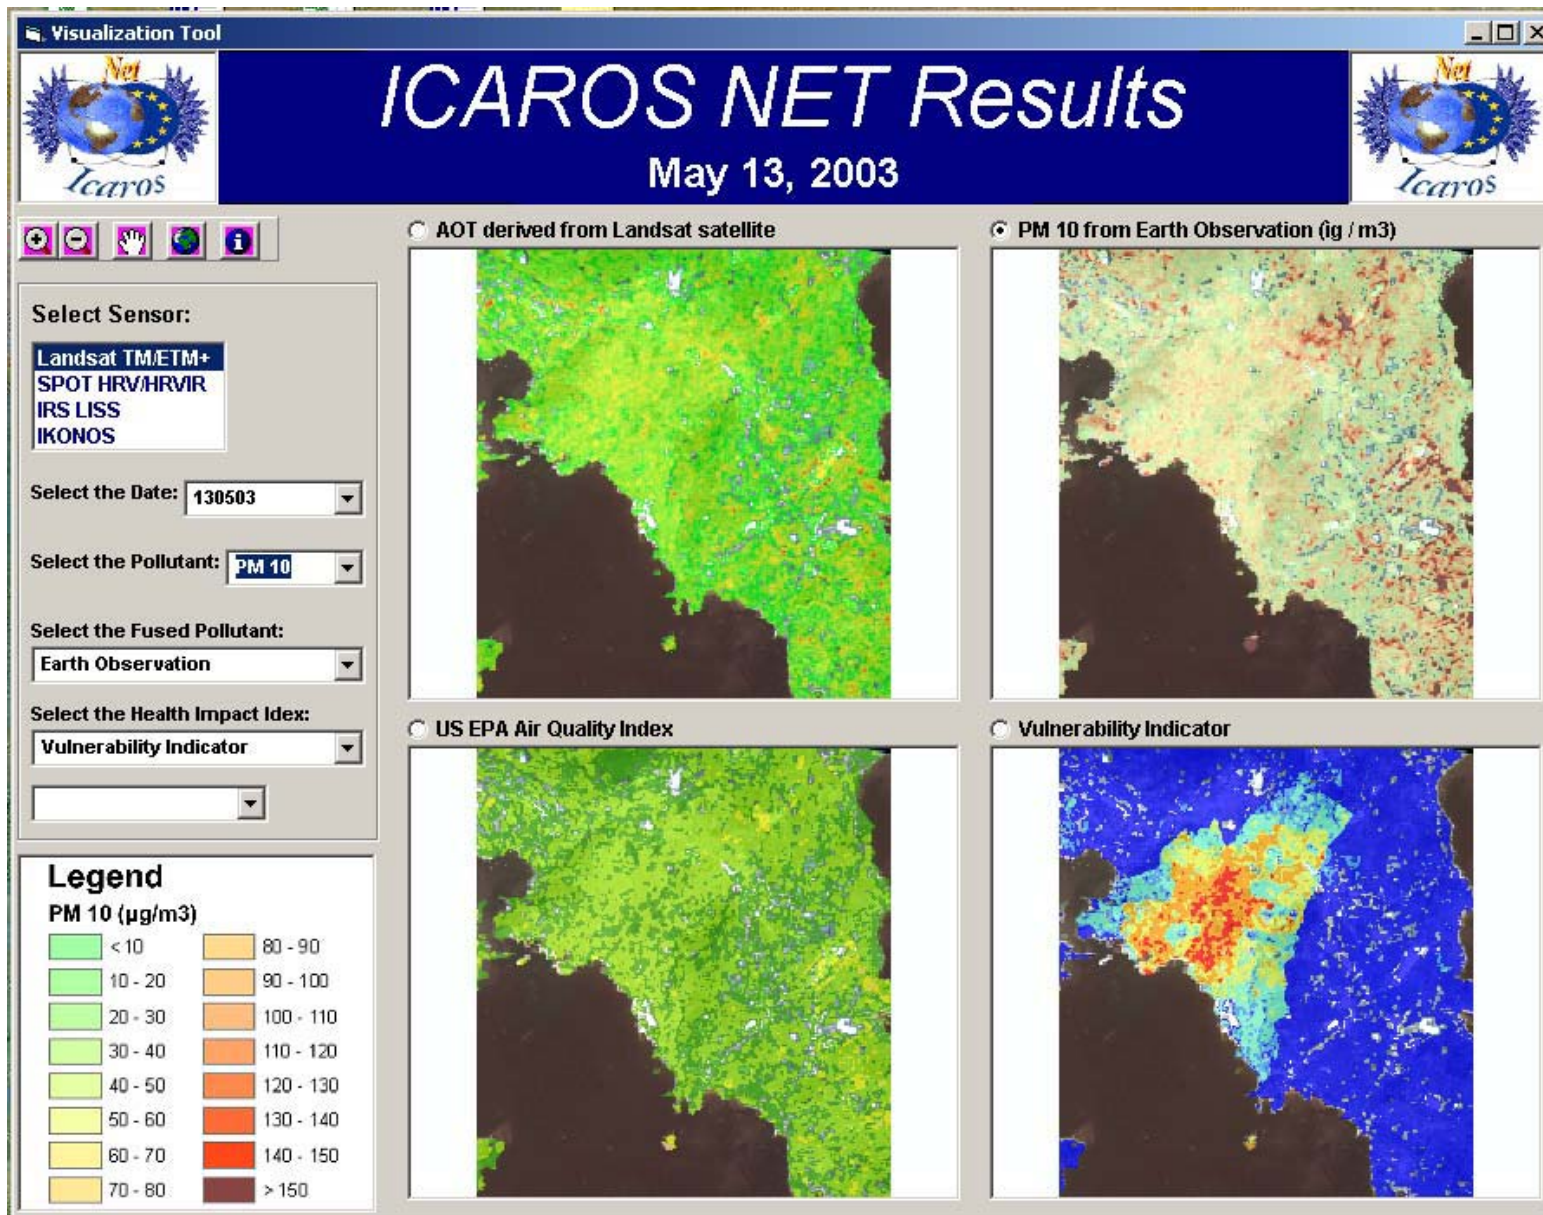 Visualization Tool
Net
Icaros
ICAROS NET Results
May 13, 2003
Net
Icaros
Select Sensor:
Landsat TM/ETM+
SPOT HRV/HRVIR
IRS LISS
IKONOS
Select the Date: 130503
Select the Pollutant: PM 10
Select the Fused Pollutant:
Earth Observation
Select the Health Impact Idex:
Vulnerability Indicator
Legend
PM 10 (µg/m3)
< 10
10 - 20
20 - 30
30 - 40
40 - 50
50 - 60
60 - 70
70 - 80
80 - 90
90 - 100
100 - 110
110 - 120
120 - 130
130 - 140
140 - 150
> 150
AOT derived from Landsat satellite
PM 10 from Earth Observation (îg / m3)
US EPA Air Quality Index
Vulnerability Indicator